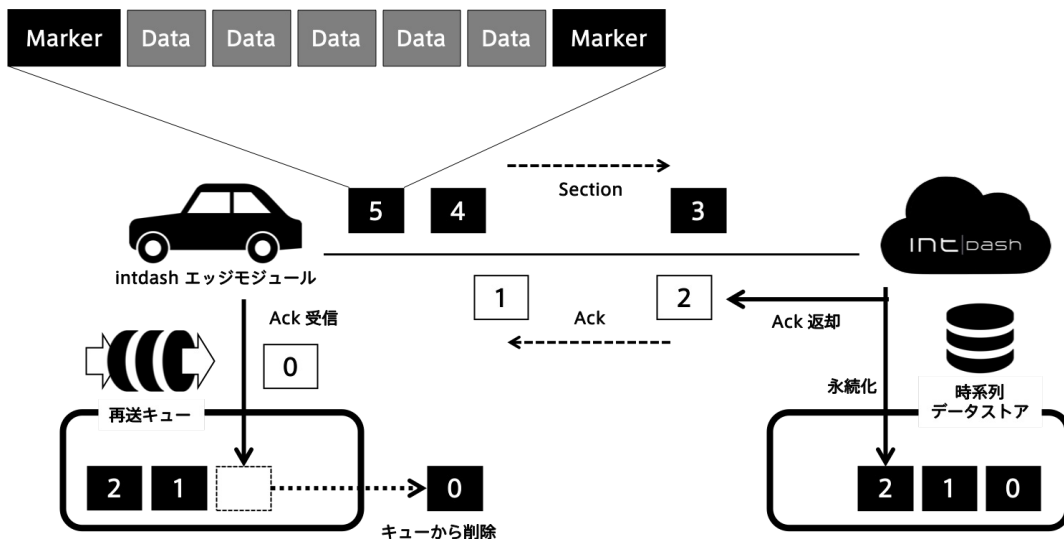 Marker Data Data Data Data Data Marker
5 4 3
Section
int|DASH
intdash エッジモジュール
1 2
Ack 受信
Ack
Ack 返却
0
永続化
時系列
データストア
再送キュー
2 1
0
2 1 0
キューから削除